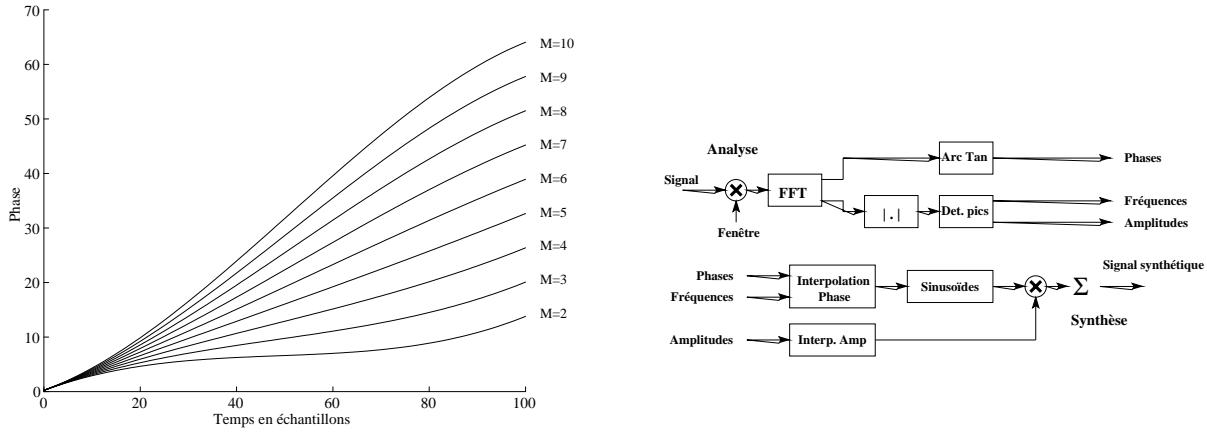 70
60
50
40
30
20
10
0
Phase
0 20 40 60 80 100
Temps en échantillons
M=10
M=9
M=8
M=7
M=6
M=5
M=4
M=3
M=2
Analyse
Signal
Fenêtre
FFT
Arc Tan
Phases
| . |
Det. pics
Fréquences
Amplitudes
Phases
Fréquences
Interpolation
Phase
Sinusoïdes
Σ
Signal synthétique
Synthèse
Amplitudes
Interp. Amp